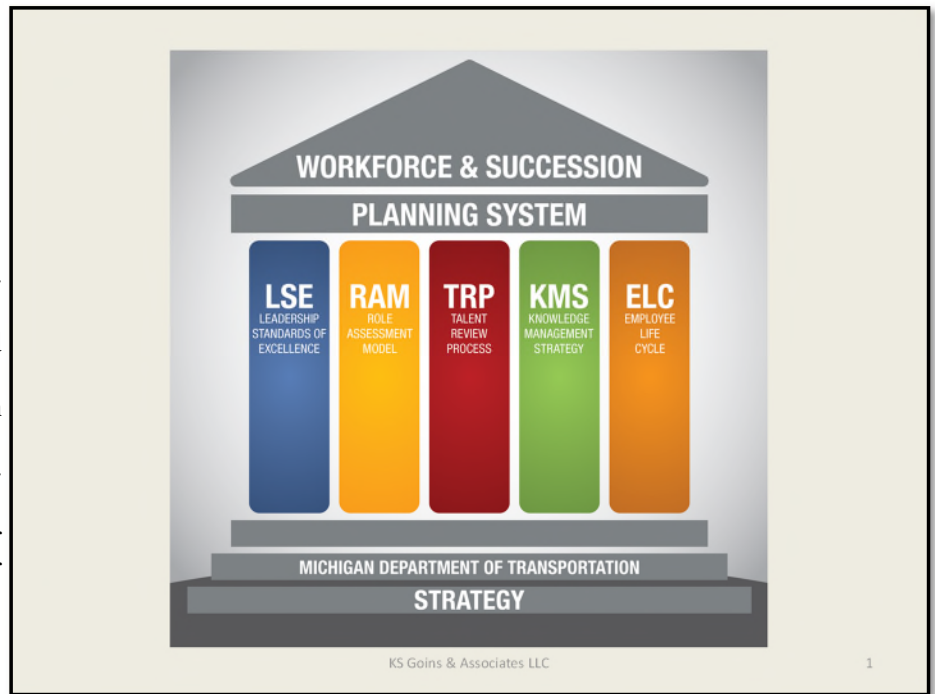 WORKFORCE & SUCCESSION
PLANNING SYSTEM
LSE
LEADERSHIP
STANDARDS OF
EXCELLENCE
RAM
ROLE
ASSESSMENT
MODEL
TRP
TALENT
REVIEW
PROCESS
KMS
KNOWLEDGE
MANAGEMENT
STRATEGY
ELC
EMPLOYEE
LIFE
CYCLE
MICHIGAN DEPARTMENT OF TRANSPORTATION
STRATEGY
KS Goins & Associates LLC
1